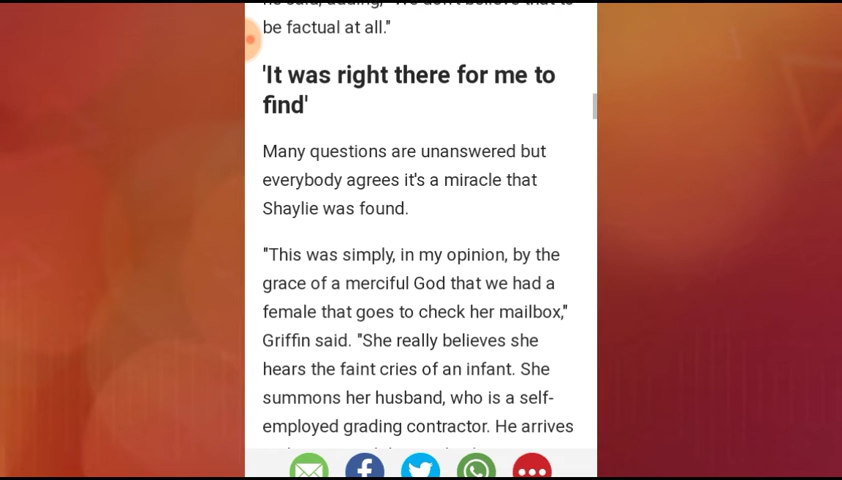 be factual at all."
'It was right there for me to
find'
Many questions are unanswered but
everybody agrees it's a miracle that
Shaylie was found.
"This was simply, in my opinion, by the
grace of a merciful God that we had a
female that goes to check her mailbox,"
Griffin said. "She really believes she
hears the faint cries of an infant. She
summons her husband, who is a self-
employed grading contractor. He arrives